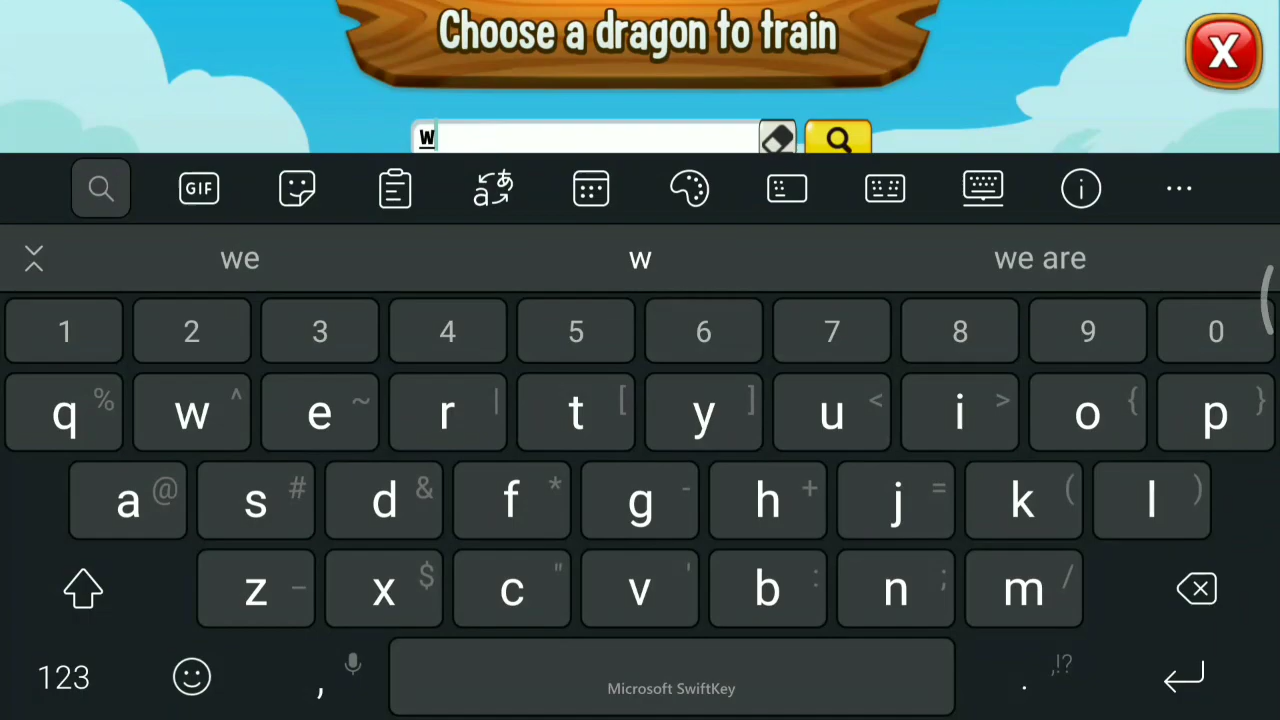 Choose a dragon to train
X
w
GIF
a あ
we w we are
1 2 3 4 5 6 7 8 9 0
q % w ^ e ~ r | t [ y ] u < i > o { p }
a @ s # d & f * g - h + j = k ( l )
z _ x $ c " v ' b : n ; m /
123 , Microsoft SwiftKey . ,!?